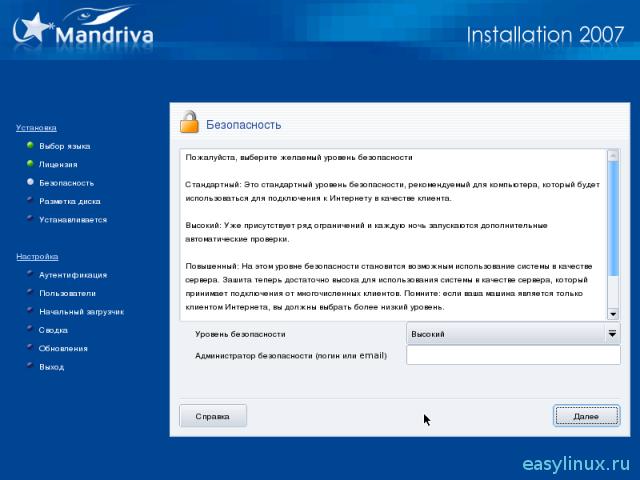 Mandriva
Installation 2007
Установка
Выбор языка
Лицензия
Безопасность
Разметка диска
Устанавливается
Настройка
Аутентификация
Пользователи
Начальный загрузчик
Сводка
Обновления
Выход
Безопасность
Пожалуйста, выберите желаемый уровень безопасности
Стандартный: Это стандартный уровень безопасности, рекомендуемый для компьютера, который будет
использоваться для подключения к Интернету в качестве клиента.
Высокий: Уже присутствует ряд ограничений и каждую ночь запускаются дополнительные
автоматические проверки.
Повышенный: На этом уровне безопасности становится возможным использование системы в качестве
сервера. Зашита теперь достаточно высока для использования системы в качестве сервера, который
принимает подключения от многочисленных клиентов. Помните: если ваша машина является только
клиентом Интернета, вы должны выбрать более низкий уровень.
Уровень безопасности
Высокий
Администратор безопасности (логин или email)
Справка
Далее
easylinux.ru